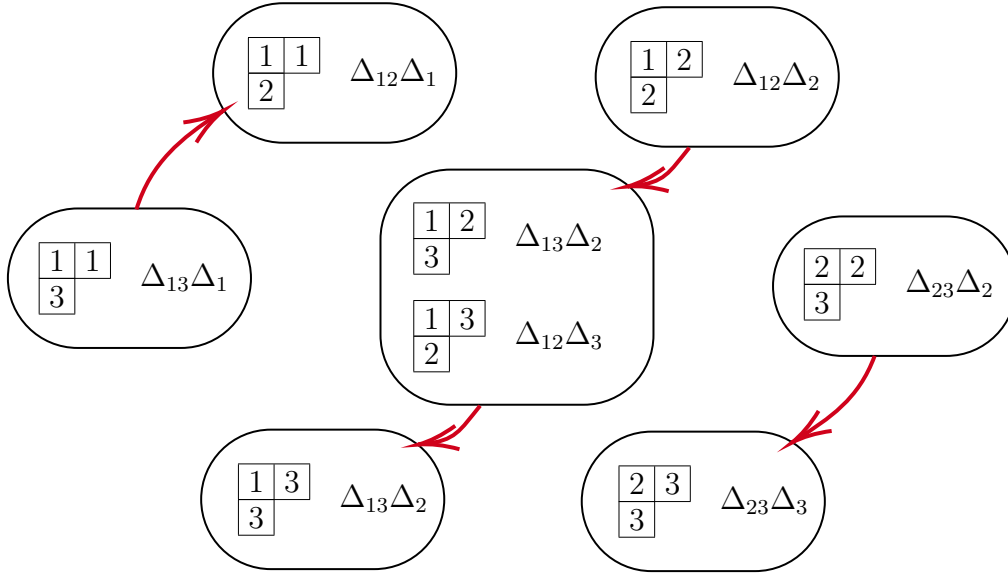 1 1 2 Δ₁₂Δ₁
1 2 2 Δ₁₂Δ₂
1 1 3 Δ₁₃Δ₁
1 2 3 Δ₁₃Δ₂
1 3 2 Δ₁₂Δ₃
2 2 3 Δ₂₃Δ₂
1 3 3 Δ₁₃Δ₂
2 3 3 Δ₂₃Δ₃